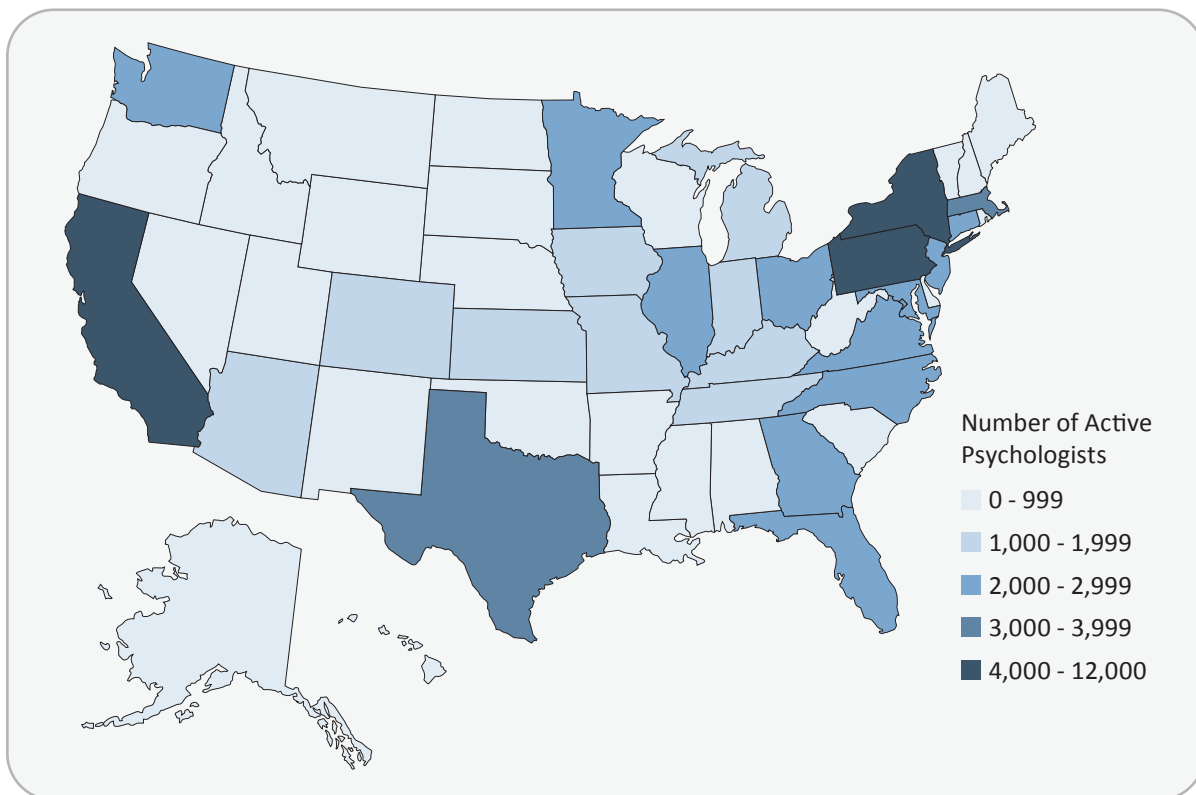 Number of Active
Psychologists
0 - 999
1,000 - 1,999
2,000 - 2,999
3,000 - 3,999
4,000 - 12,000